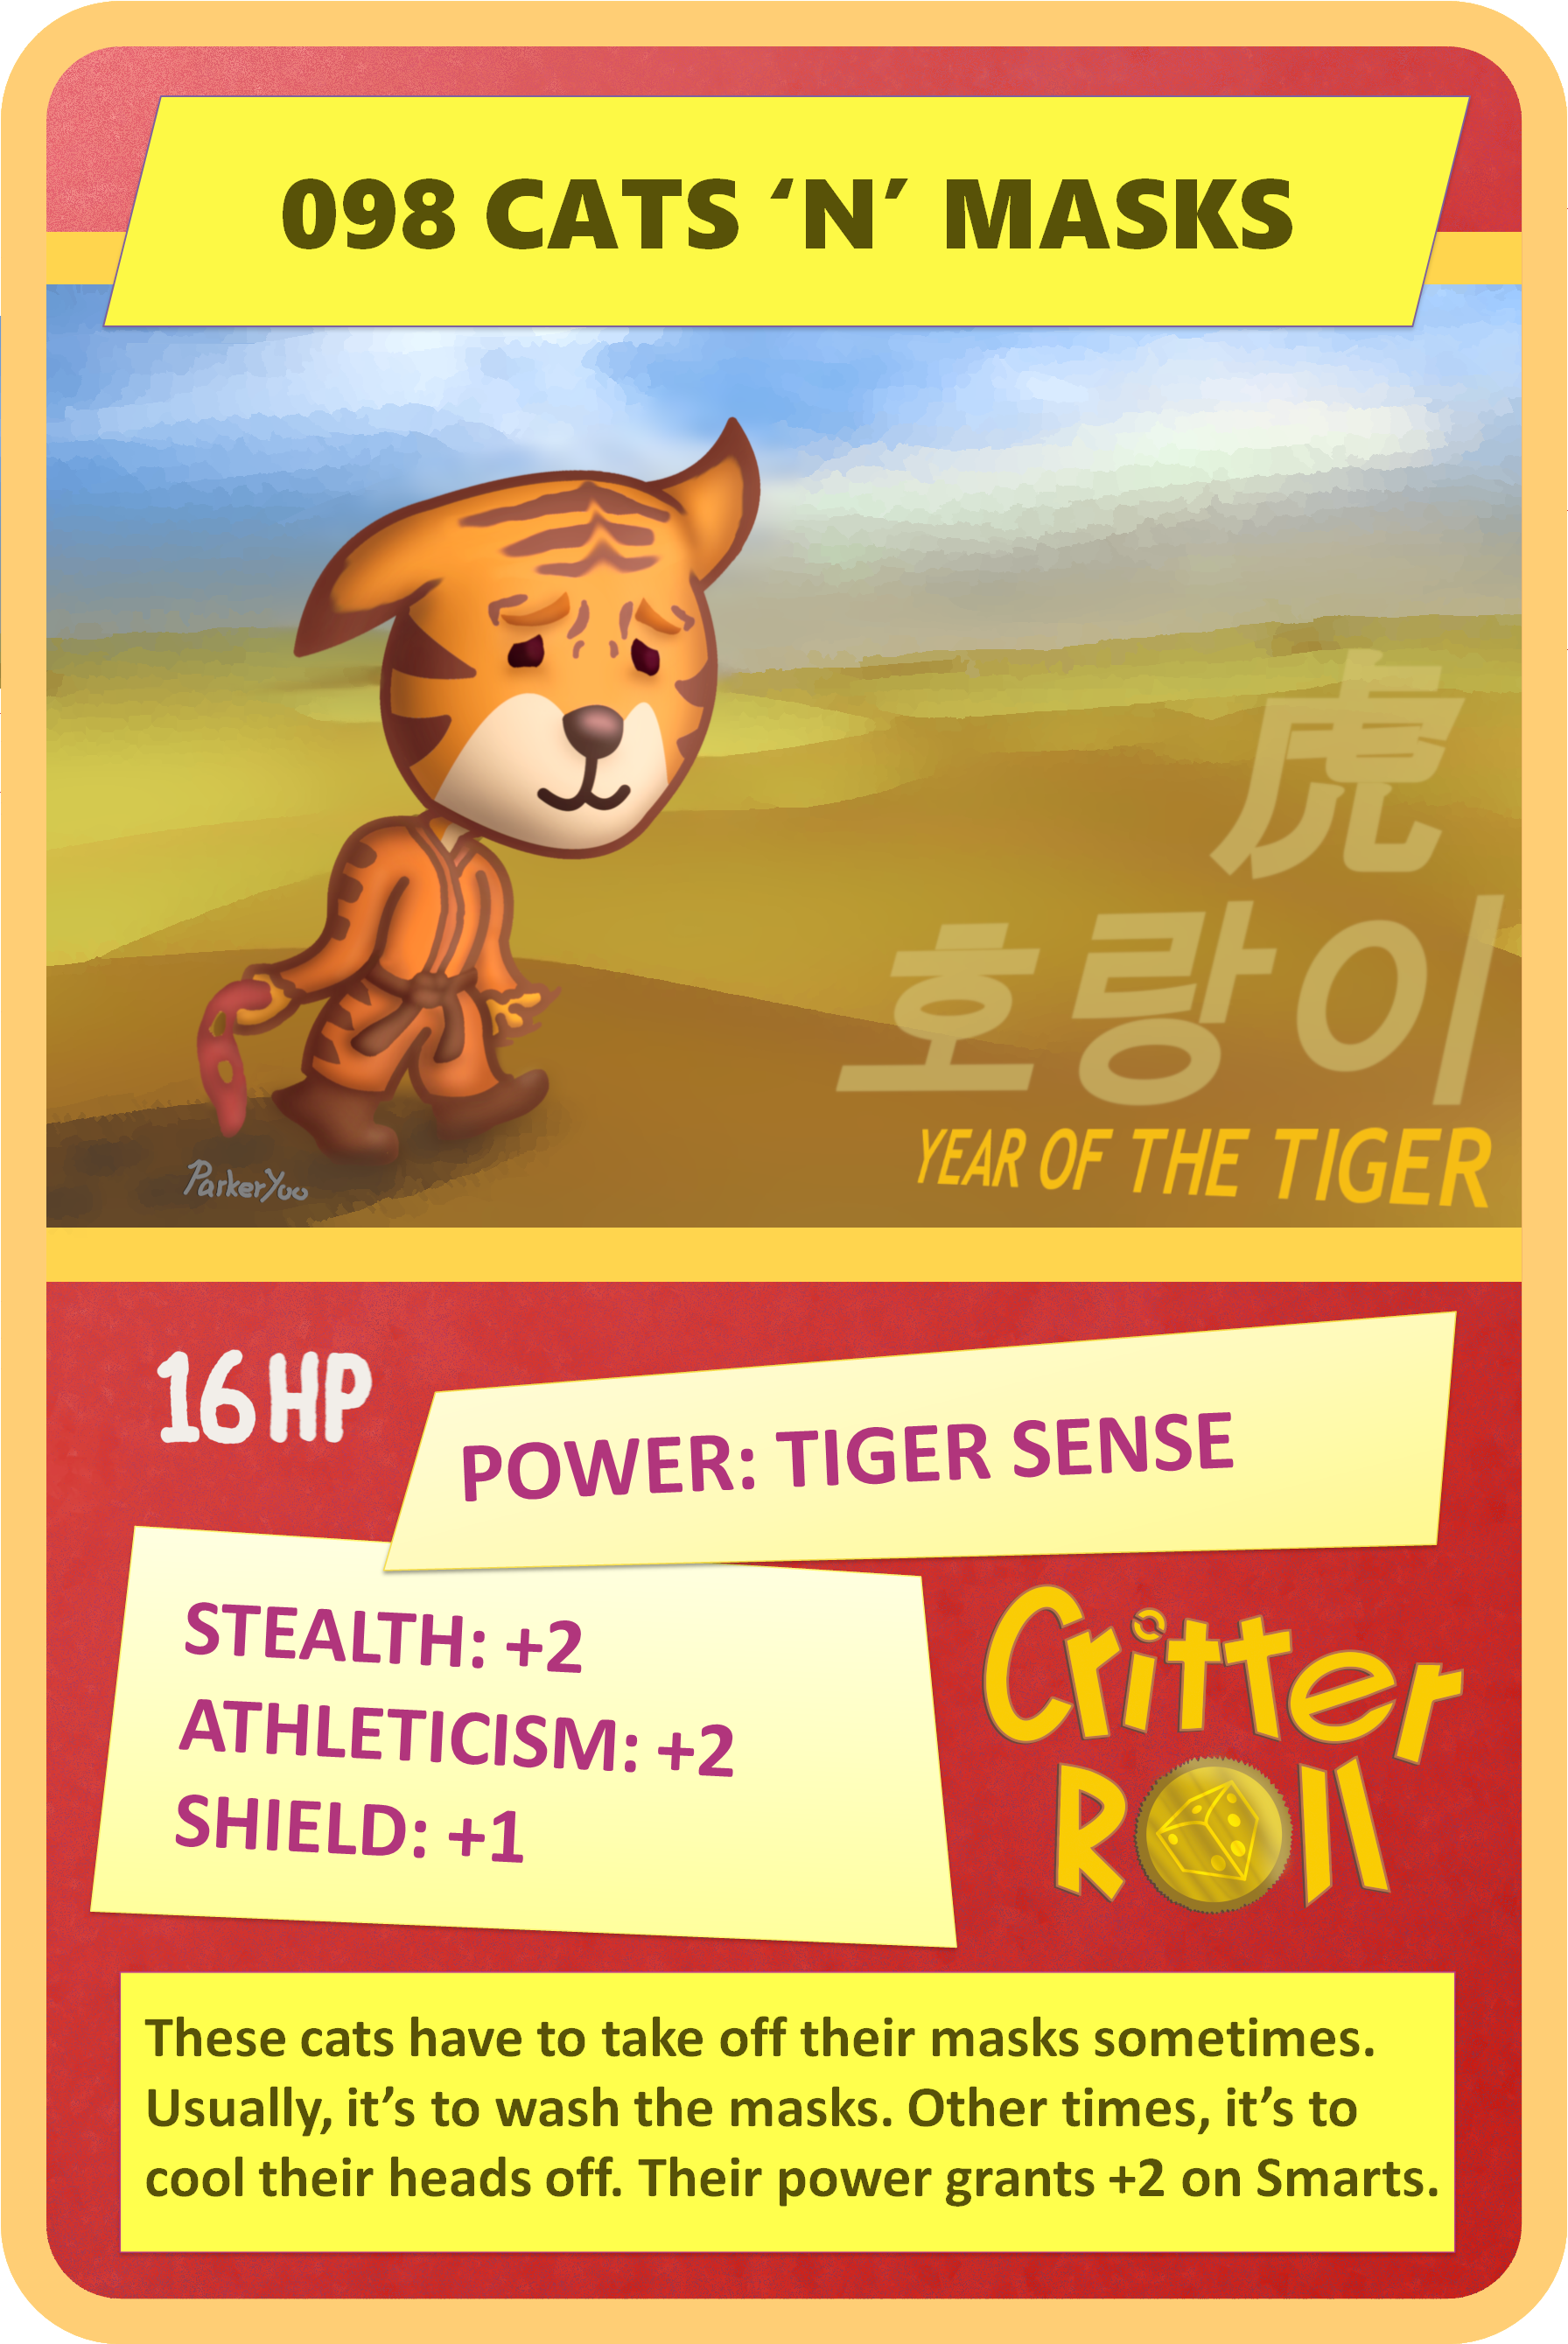 098 CATS ‘N’ MASKS
虎
호랑이
YEAR OF THE TIGER
ParkerYoo
16 HP
POWER: TIGER SENSE
STEALTH: +2
ATHLETICISM: +2
SHIELD: +1
Critter
Roll
These cats have to take off their masks sometimes.
Usually, it’s to wash the masks. Other times, it’s to
cool their heads off. Their power grants +2 on Smarts.